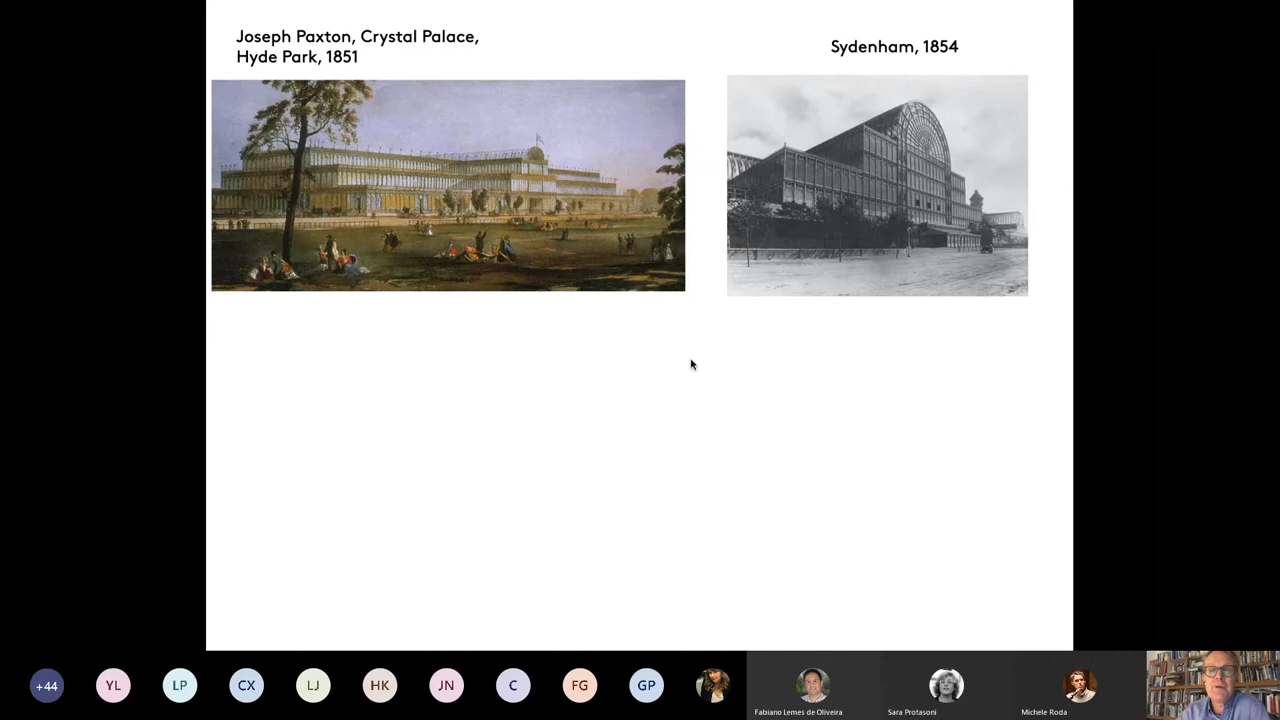 Joseph Paxton, Crystal Palace,
Hyde Park, 1851
Sydenham, 1854
+44
YL
LP
CX
LJ
HK
JN
C
FG
GP
Fabiano Lemes de Oliveira
Sara Protasoni
Michele Roda